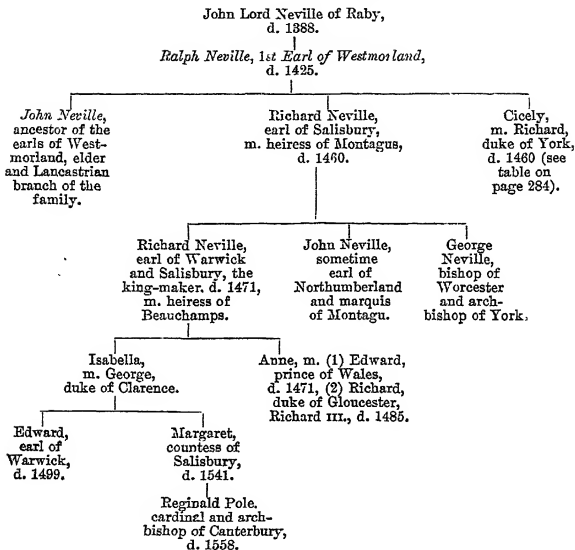 John Lord Neville of Raby,
d. 1388.
Ralph Neville, 1st Earl of Westmorland,
d. 1425.
John Neville,
ancestor of the
earls of West-
morland, elder
and Lancastrian
branch of the
family.
Richard Neville,
earl of Salisbury,
m. heiress of Montagus,
d. 1460.
Cicely,
m. Richard,
duke of York,
d. 1460 (see
table on
page 284).
Richard Neville,
earl of Warwick
and Salisbury, the
king-maker, d. 1471,
m. heiress of
Beauchamps.
John Neville,
sometime
earl of
Northumberland
and marquis
of Montagu.
George
Neville,
bishop of
Worcester
and arch-
bishop of York,
Isabella,
m. George,
duke of Clarence.
Anne, m. (1) Edward,
prince of Wales,
d. 1471, (2) Richard,
duke of Gloucester,
Richard III., d. 1485.
Edward,
earl of
Warwick,
d. 1499.
Margaret,
countess of
Salisbury,
d. 1541.
Reginald Pole.
cardinal and arch-
bishop of Canterbury,
d. 1558.